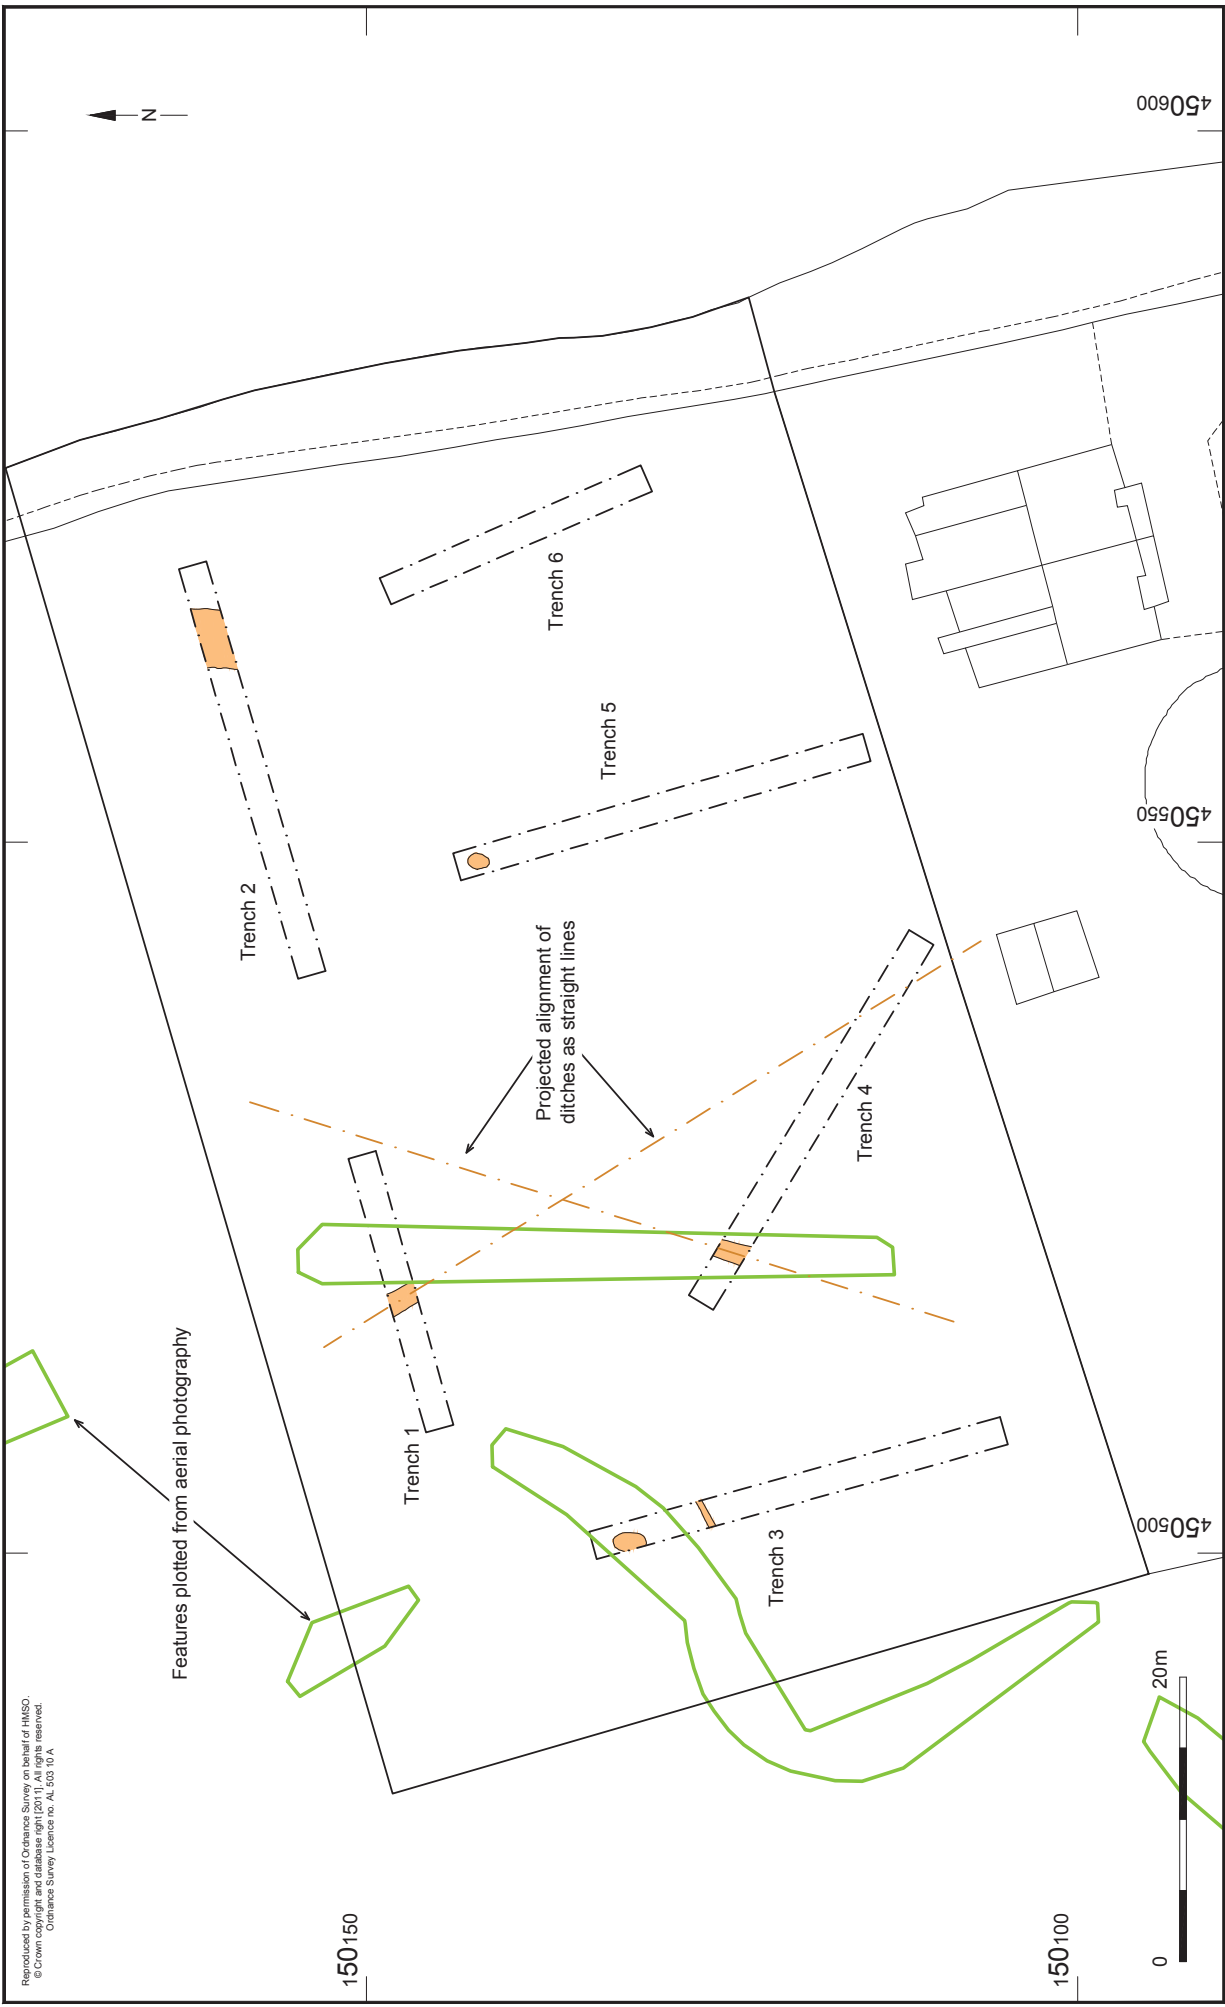 Reproduced by permission of Ordnance Survey on behalf of HMSO.
© Crown copyright and database right [2011]. All rights reserved.
Ordnance Survey Licence no. AL 503 10 A
Features plotted from aerial photography
N
Trench 1
Trench 2
Projected alignment of
ditches as straight lines
Trench 3
Trench 4
Trench 5
Trench 6
150150
150100
450500
450550
450600
0
20m